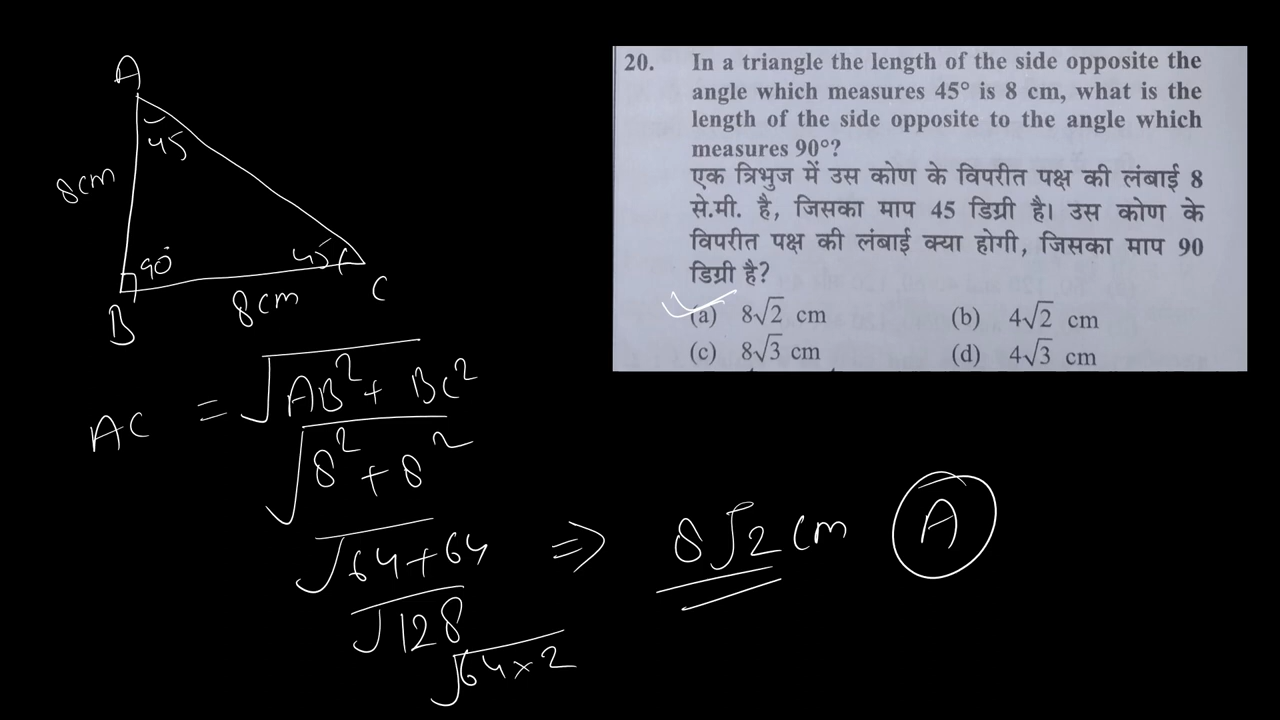 A
45
8cm
90°
45
B
8cm
C
AC = √AB² + BC²
√8² + 8²
√64+64 ⇒ 8√2 cm A
√128
√64×2
20. In a triangle the length of the side opposite the
angle which measures 45° is 8 cm, what is the
length of the side opposite to the angle which
measures 90°?
एक त्रिभुज में उस कोण के विपरीत पक्ष की लंबाई 8
से.मी. है, जिसका माप 45 डिग्री है। उस कोण के
विपरीत पक्ष की लंबाई क्या होगी, जिसका माप 90
डिग्री है?
(a) 8√2 cm (b) 4√2 cm
(c) 8√3 cm (d) 4√3 cm